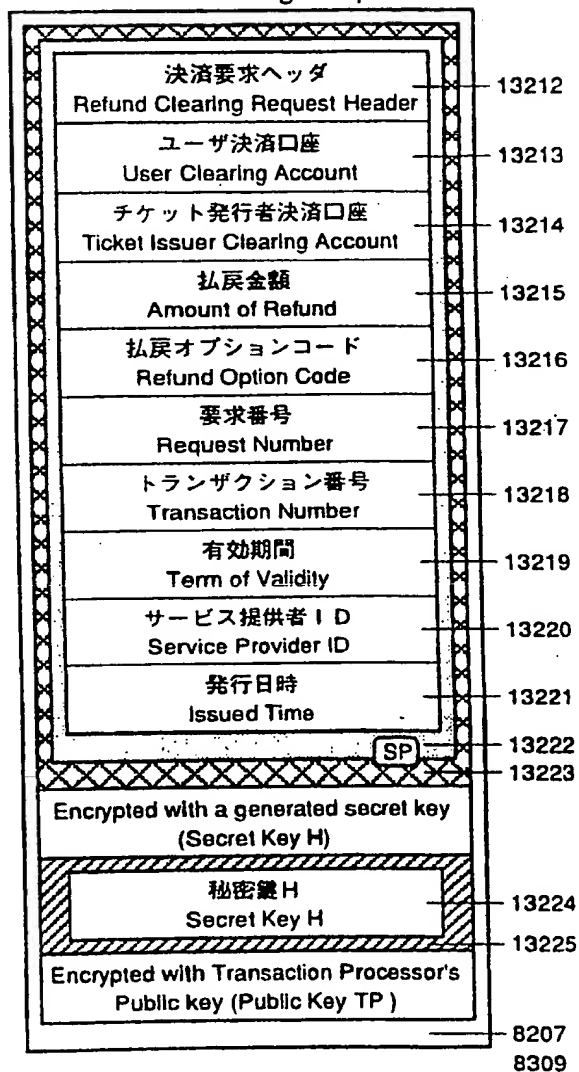 決済要求ヘッダ
Refund Clearing Request Header
13212
ユーザ決済口座
User Clearing Account
13213
チケット発行者決済口座
Ticket Issuer Clearing Account
13214
払戻金額
Amount of Refund
13215
払戻オプションコード
Refund Option Code
13216
要求番号
Request Number
13217
トランザクション番号
Transaction Number
13218
有効期間
Term of Validity
13219
サービス提供者ID
Service Provider ID
13220
発行日時
Issued Time
13221
13222
SP
13223
Encrypted with a generated secret key
(Secret Key H)
秘密鍵H
Secret Key H
13224
13225
Encrypted with Transaction Processor's
Public key (Public Key TP )
8207
8309